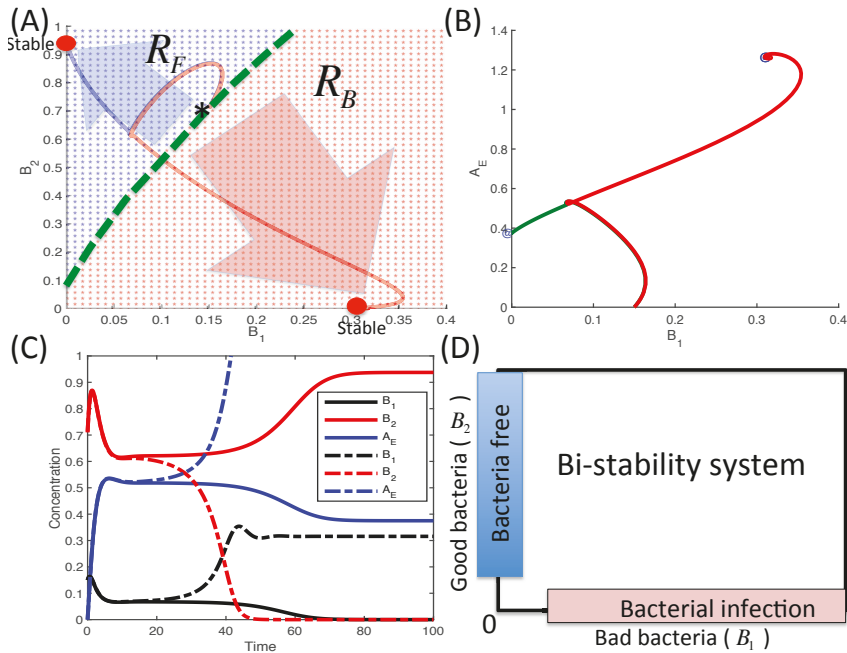 (A)
Stable
R_F
R_B
*
1
0.9
0.8
0.7
0.6
0.5
0.4
0.3
0.2
0.1
0
B_2
0 0.05 0.1 0.15 0.2 0.25 0.3 0.35 0.4
B_1
Stable
(B)
1.4
1.2
1
0.8
0.6
0.4
0.2
0
A_E
0 0.1 0.2 0.3 0.4
B_1
(C)
1
0.9
0.8
0.7
0.6
0.5
0.4
0.3
0.2
0.1
0
Concentration
B_1
B_2
A_E
B_1
B_2
A_E
0 20 40 60 80 100
Time
(D)
Good bacteria ( B_2 )
Bacteria free
Bi-stability system
Bacterial infection
0
Bad bacteria ( B_1 )